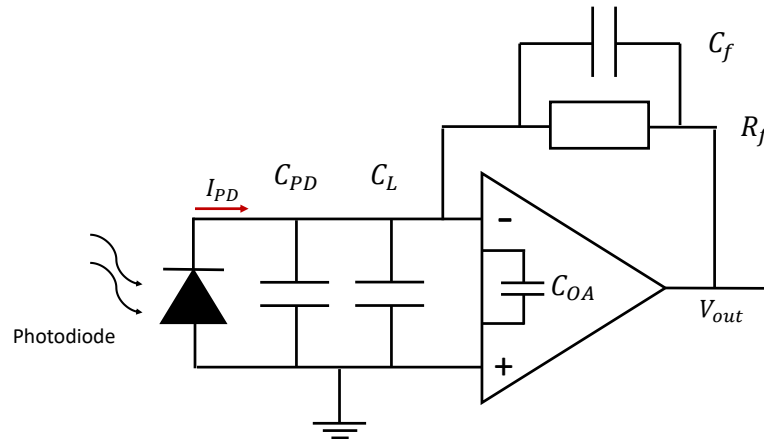 C_f
R_f
I_PD
C_PD
C_L
-
C_OA
V_out
Photodiode
+